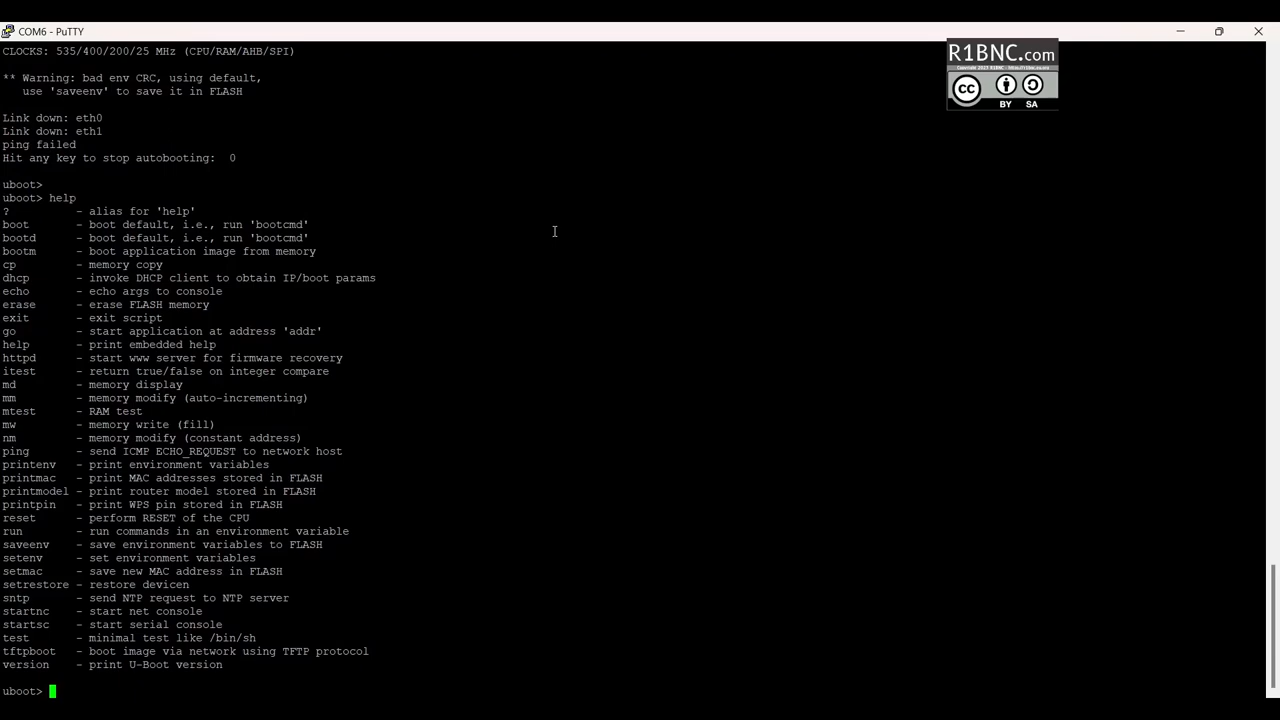 COM6 - PuTTY
CLOCKS: 535/400/200/25 MHz (CPU/RAM/AHB/SPI)
** Warning: bad env CRC, using default,
   use 'saveenv' to save it in FLASH
Link down: eth0
Link down: eth1
ping failed
Hit any key to stop autobooting:  0
uboot>
uboot> help
?          - alias for 'help'
boot       - boot default, i.e., run 'bootcmd'
bootd      - boot default, i.e., run 'bootcmd'
bootm      - boot application image from memory
cp         - memory copy
dhcp       - invoke DHCP client to obtain IP/boot params
echo       - echo args to console
erase      - erase FLASH memory
exit       - exit script
go         - start application at address 'addr'
help       - print embedded help
httpd      - start www server for firmware recovery
itest      - return true/false on integer compare
md         - memory display
mm         - memory modify (auto-incrementing)
mtest      - RAM test
mw         - memory write (fill)
nm         - memory modify (constant address)
ping       - send ICMP ECHO_REQUEST to network host
printenv   - print environment variables
printmac   - print MAC addresses stored in FLASH
printmodel - print router model stored in FLASH
printpin   - print WPS pin stored in FLASH
reset      - perform RESET of the CPU
run        - run commands in an environment variable
saveenv    - save environment variables to FLASH
setenv     - set environment variables
setmac     - save new MAC address in FLASH
setrestore - restore devicen
sntp       - send NTP request to NTP server
startnc    - start net console
startsc    - start serial console
test       - minimal test like /bin/sh
tftpboot   - boot image via network using TFTP protocol
version    - print U-Boot version
uboot>
R1BNC.com
cc
BY SA